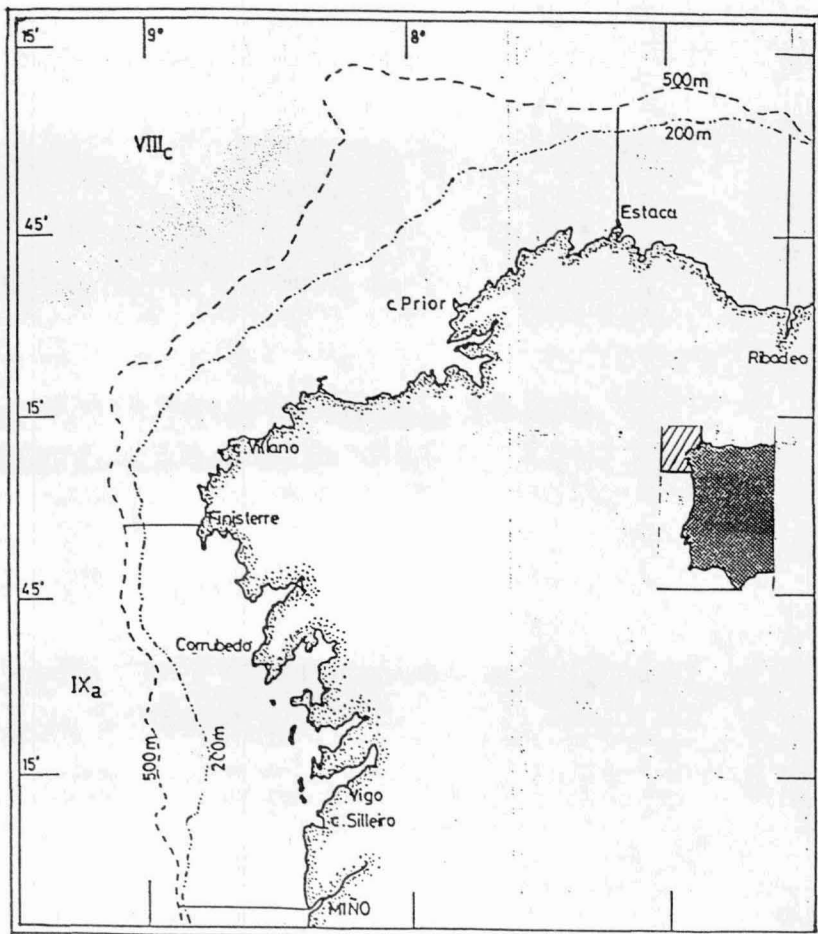 15'
9°
8°
500m
VIIIc
200m
45'
Estaca
c. Prior
Ribadeo
15'
c. Villano
Finisterre
45'
Corrubedo
IXa
500m
200m
15'
Vigo
c. Silleiro
MIÑO